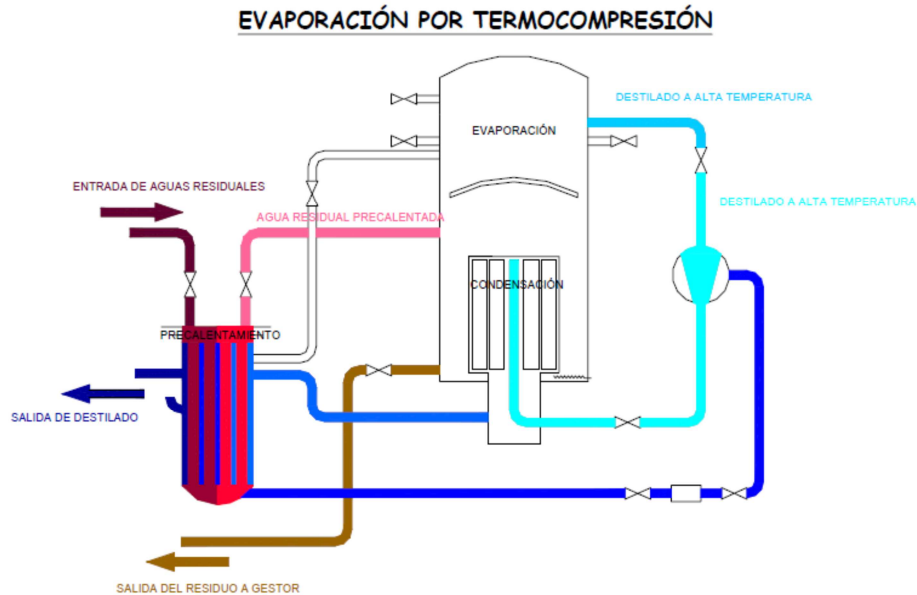 EVAPORACIÓN POR TERMOCOMPRESIÓN
DESTILADO A ALTA TEMPERATURA
EVAPORACIÓN
ENTRADA DE AGUAS RESIDUALES
DESTILADO A ALTA TEMPERATURA
AGUA RESIDUAL PRECALENTADA
CONDENSACIÓN
PRECALENTAMIENTO
SALIDA DE DESTILADO
SALIDA DEL RESIDUO A GESTOR